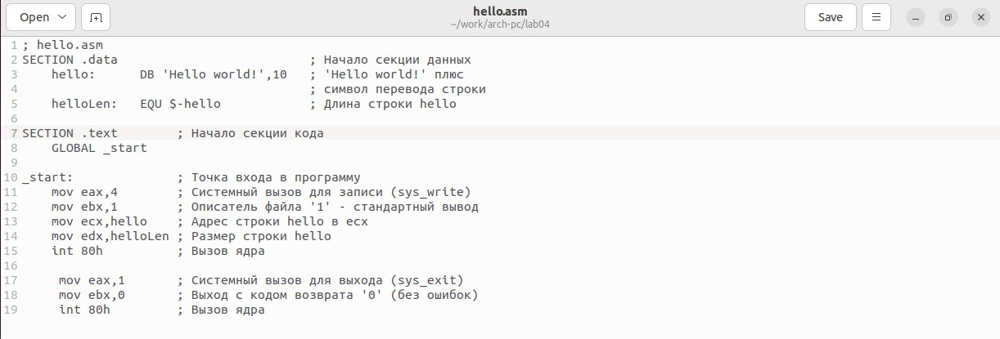 Open
hello.asm
~/work/arch-pc/lab04
Save
1 ; hello.asm
2 SECTION .data                          ; Начало секции данных
3     hello:      DB 'Hello world!',10   ; 'Hello world!' плюс
4                                        ; символ перевода строки
5     helloLen:   EQU $-hello            ; Длина строки hello
6
7 SECTION .text        ; Начало секции кода
8     GLOBAL _start
9
10 _start:              ; Точка входа в программу
11     mov eax,4        ; Системный вызов для записи (sys_write)
12     mov ebx,1        ; Описатель файла '1' - стандартный вывод
13     mov ecx,hello    ; Адрес строки hello в ecx
14     mov edx,helloLen ; Размер строки hello
15     int 80h          ; Вызов ядра
16
17      mov eax,1       ; Системный вызов для выхода (sys_exit)
18      mov ebx,0       ; Выход с кодом возврата '0' (без ошибок)
19      int 80h         ; Вызов ядра